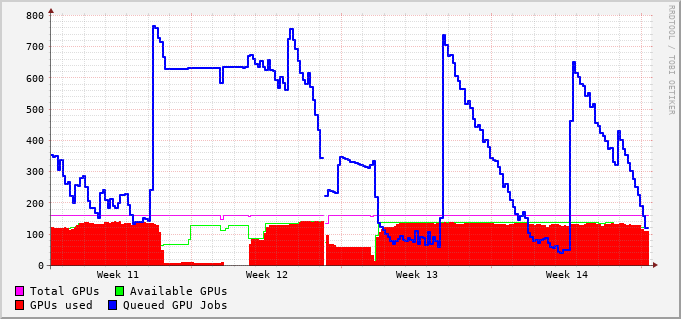 800
700
600
500
400
300
200
100
0
Week 11 Week 12 Week 13 Week 14
Total GPUs Available GPUs
GPUs used Queued GPU Jobs
RRDTOOL / TOBI OETIKER